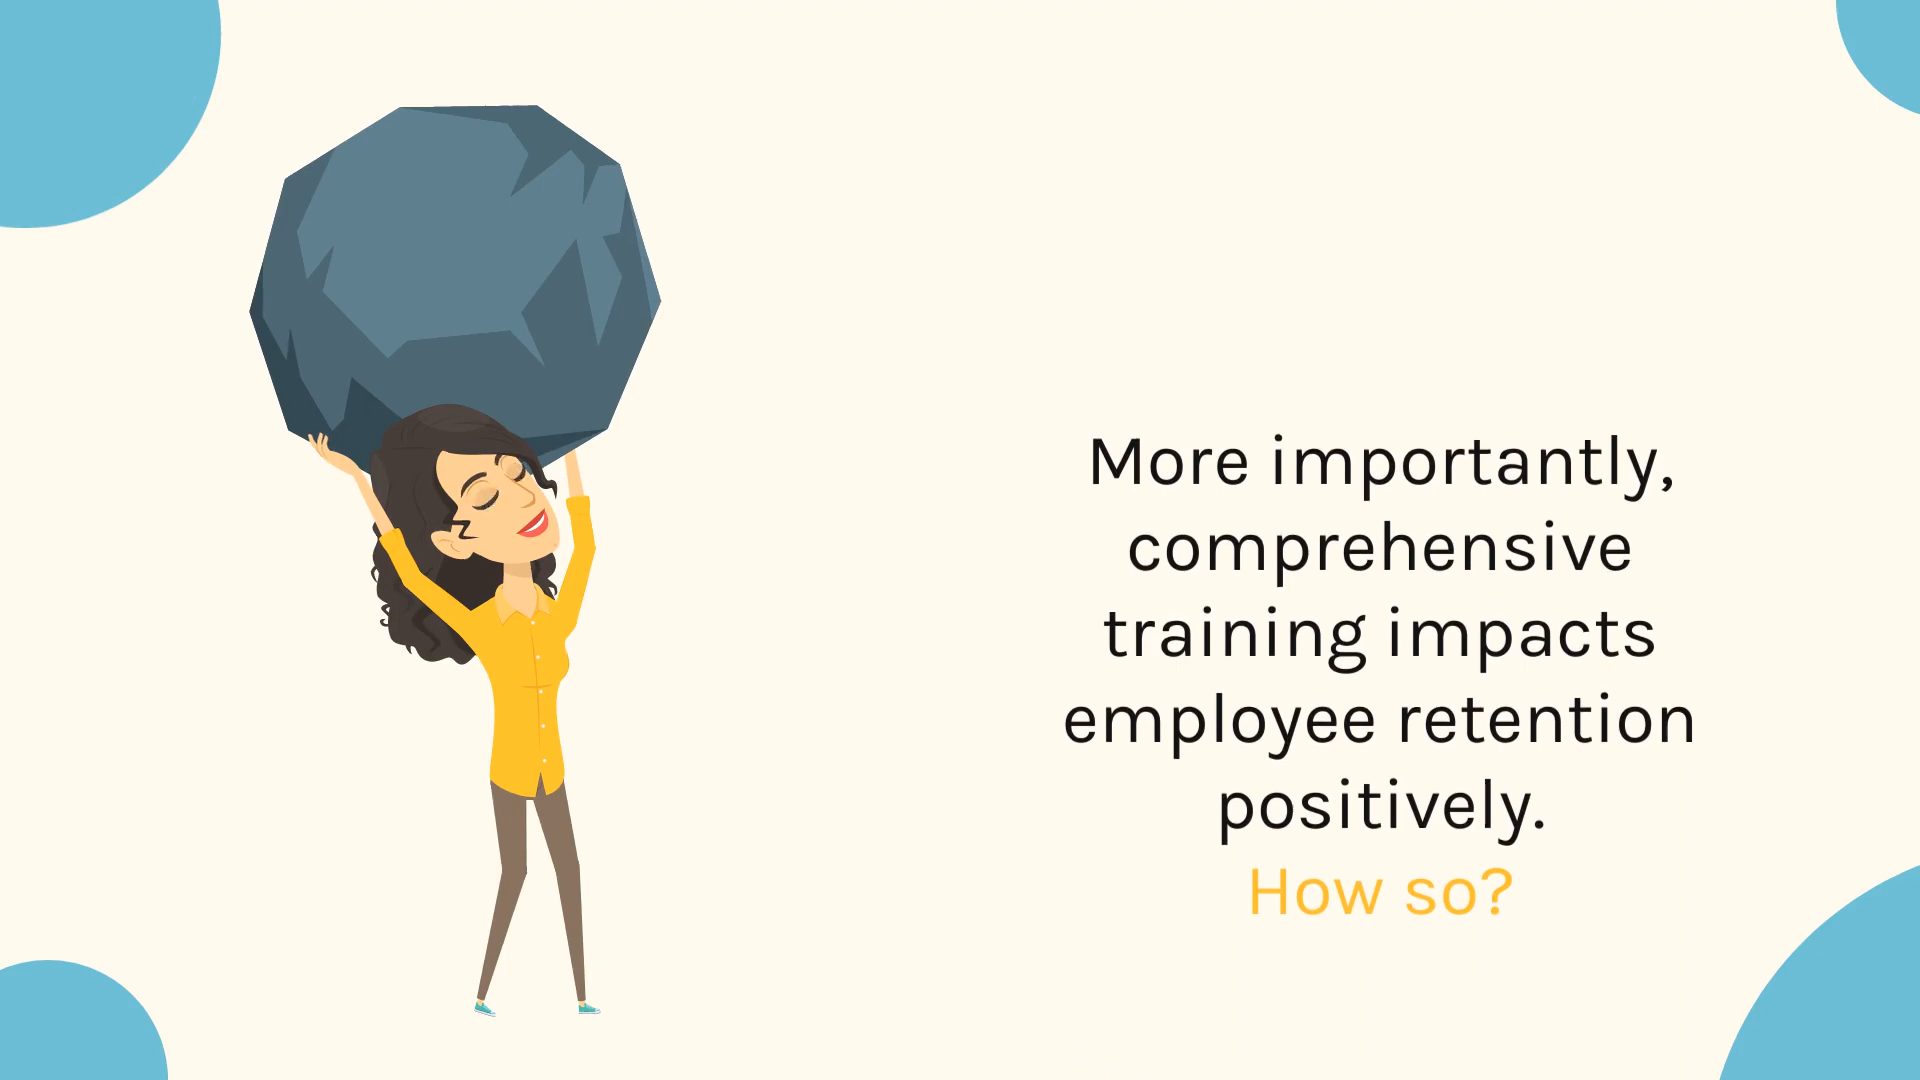 More importantly,
comprehensive
training impacts
employee retention
positively.
How so?